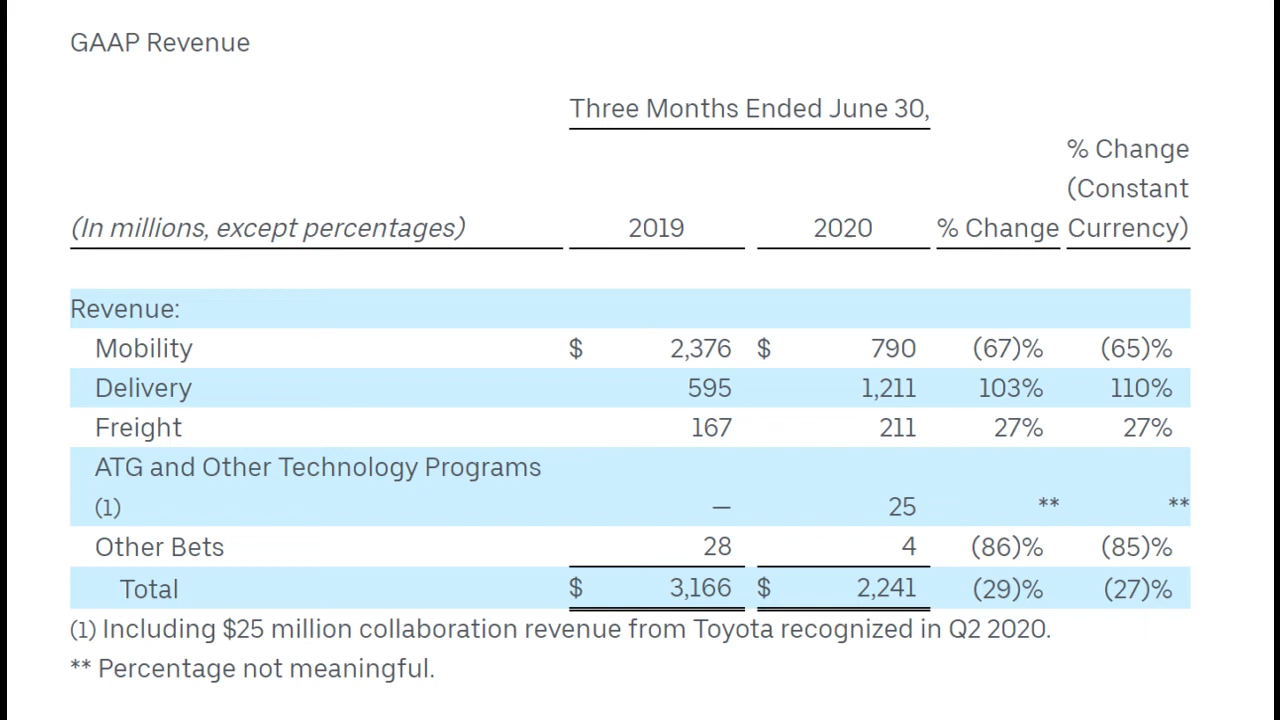 GAAP Revenue
Three Months Ended June 30,
% Change
(Constant
(In millions, except percentages) 2019 2020 % Change Currency)
Revenue:
Mobility $ 2,376 $ 790 (67)% (65)%
Delivery 595 1,211 103% 110%
Freight 167 211 27% 27%
ATG and Other Technology Programs
(1) — 25 ** **
Other Bets 28 4 (86)% (85)%
Total $ 3,166 $ 2,241 (29)% (27)%
(1) Including $25 million collaboration revenue from Toyota recognized in Q2 2020.
** Percentage not meaningful.